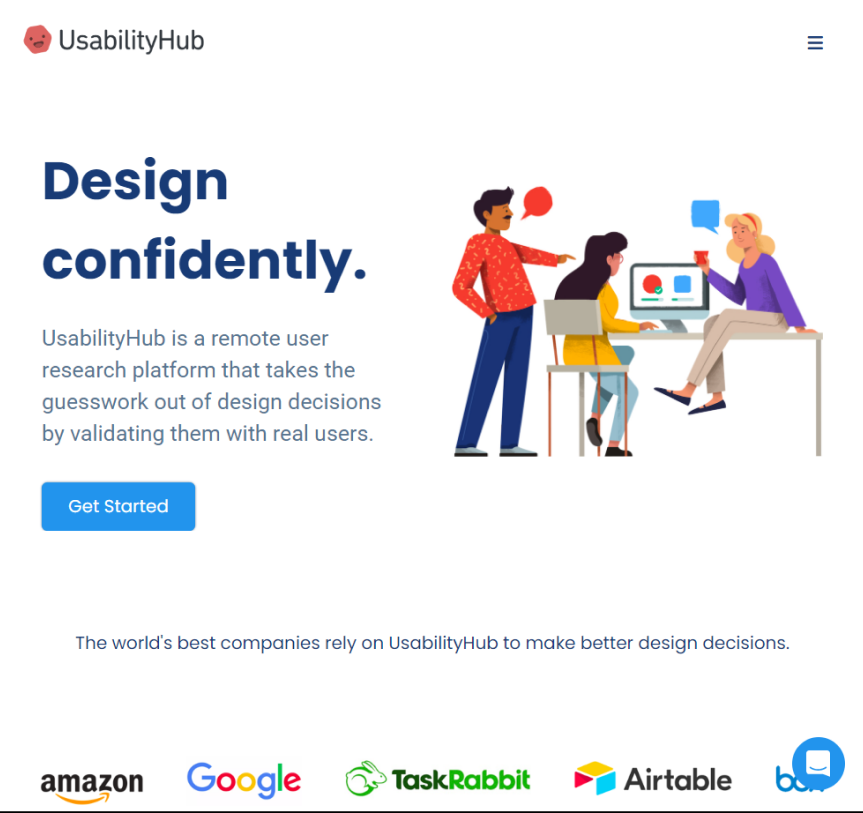 UsabilityHub
Design
confidently.
UsabilityHub is a remote user
research platform that takes the
guesswork out of design decisions
by validating them with real users.
Get Started
The world's best companies rely on UsabilityHub to make better design decisions.
amazon Google TaskRabbit Airtable